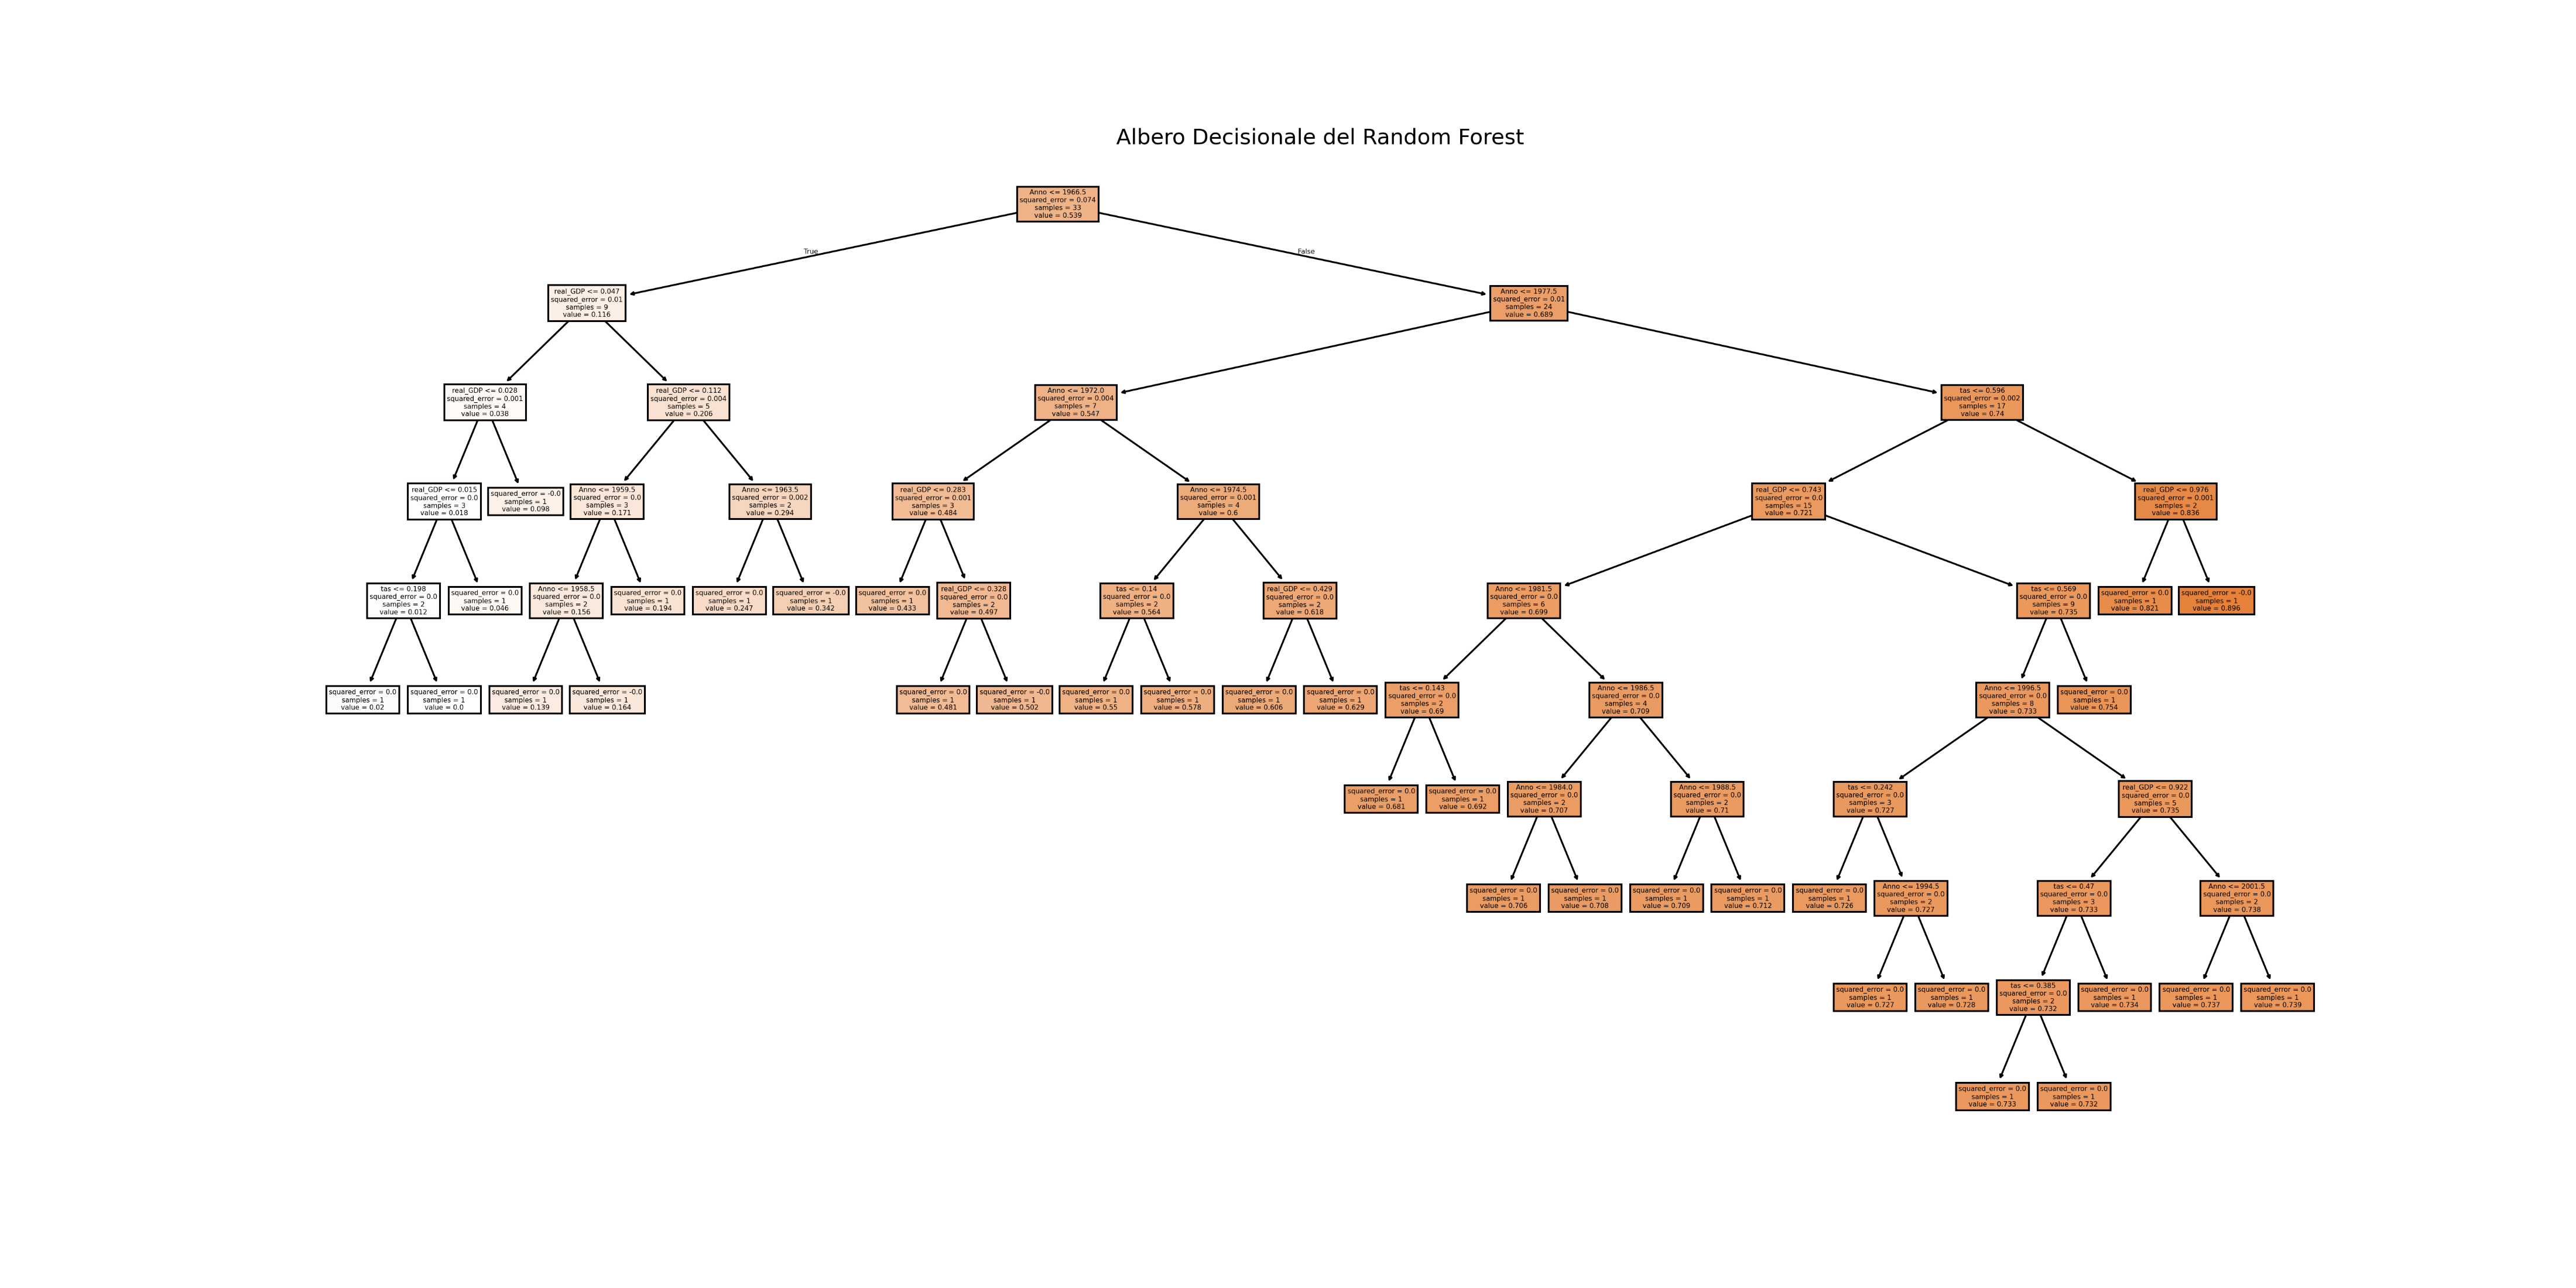 Albero Decisionale del Random Forest
Anno <= 1966.5
squared_error = 0.074
samples = 33
value = 0.539
True
False
real_GDP <= 0.047
squared_error = 0.01
samples = 9
value = 0.116
Anno <= 1977.5
squared_error = 0.01
samples = 24
value = 0.689
real_GDP <= 0.028
squared_error = 0.001
samples = 4
value = 0.038
real_GDP <= 0.112
squared_error = 0.004
samples = 5
value = 0.206
Anno <= 1972.0
squared_error = 0.004
samples = 7
value = 0.547
tas <= 0.596
squared_error = 0.002
samples = 17
value = 0.74
real_GDP <= 0.015
squared_error = 0.0
samples = 3
value = 0.018
squared_error = -0.0
samples = 1
value = 0.098
Anno <= 1959.5
squared_error = 0.0
samples = 3
value = 0.171
Anno <= 1963.5
squared_error = 0.002
samples = 2
value = 0.294
real_GDP <= 0.283
squared_error = 0.001
samples = 3
value = 0.484
Anno <= 1974.5
squared_error = 0.001
samples = 4
value = 0.6
real_GDP <= 0.743
squared_error = 0.0
samples = 15
value = 0.721
real_GDP <= 0.976
squared_error = 0.001
samples = 2
value = 0.836
tas <= 0.198
squared_error = 0.0
samples = 2
value = 0.012
squared_error = 0.0
samples = 1
value = 0.046
Anno <= 1958.5
squared_error = 0.0
samples = 2
value = 0.156
squared_error = 0.0
samples = 1
value = 0.194
squared_error = 0.0
samples = 1
value = 0.247
squared_error = -0.0
samples = 1
value = 0.342
squared_error = 0.0
samples = 1
value = 0.433
real_GDP <= 0.328
squared_error = 0.0
samples = 2
value = 0.497
tas <= 0.14
squared_error = 0.0
samples = 2
value = 0.564
real_GDP <= 0.429
squared_error = 0.0
samples = 2
value = 0.618
Anno <= 1981.5
squared_error = 0.0
samples = 6
value = 0.699
tas <= 0.569
squared_error = 0.0
samples = 9
value = 0.735
squared_error = 0.0
samples = 1
value = 0.821
squared_error = -0.0
samples = 1
value = 0.896
squared_error = 0.0
samples = 1
value = 0.02
squared_error = 0.0
samples = 1
value = 0.0
squared_error = 0.0
samples = 1
value = 0.139
squared_error = -0.0
samples = 1
value = 0.164
squared_error = 0.0
samples = 1
value = 0.481
squared_error = -0.0
samples = 1
value = 0.502
squared_error = 0.0
samples = 1
value = 0.55
squared_error = 0.0
samples = 1
value = 0.578
squared_error = 0.0
samples = 1
value = 0.606
squared_error = 0.0
samples = 1
value = 0.629
tas <= 0.143
squared_error = 0.0
samples = 2
value = 0.69
Anno <= 1986.5
squared_error = 0.0
samples = 4
value = 0.709
Anno <= 1996.5
squared_error = 0.0
samples = 8
value = 0.733
squared_error = 0.0
samples = 1
value = 0.754
squared_error = 0.0
samples = 1
value = 0.681
squared_error = 0.0
samples = 1
value = 0.692
Anno <= 1984.0
squared_error = 0.0
samples = 2
value = 0.707
Anno <= 1988.5
squared_error = 0.0
samples = 2
value = 0.71
tas <= 0.242
squared_error = 0.0
samples = 3
value = 0.727
real_GDP <= 0.922
squared_error = 0.0
samples = 5
value = 0.735
squared_error = 0.0
samples = 1
value = 0.706
squared_error = 0.0
samples = 1
value = 0.708
squared_error = 0.0
samples = 1
value = 0.709
squared_error = 0.0
samples = 1
value = 0.712
squared_error = 0.0
samples = 1
value = 0.726
Anno <= 1994.5
squared_error = 0.0
samples = 2
value = 0.727
tas <= 0.47
squared_error = 0.0
samples = 3
value = 0.733
Anno <= 2001.5
squared_error = 0.0
samples = 2
value = 0.738
squared_error = 0.0
samples = 1
value = 0.727
squared_error = 0.0
samples = 1
value = 0.728
tas <= 0.385
squared_error = 0.0
samples = 2
value = 0.732
squared_error = 0.0
samples = 1
value = 0.734
squared_error = 0.0
samples = 1
value = 0.737
squared_error = 0.0
samples = 1
value = 0.739
squared_error = 0.0
samples = 1
value = 0.733
squared_error = 0.0
samples = 1
value = 0.732